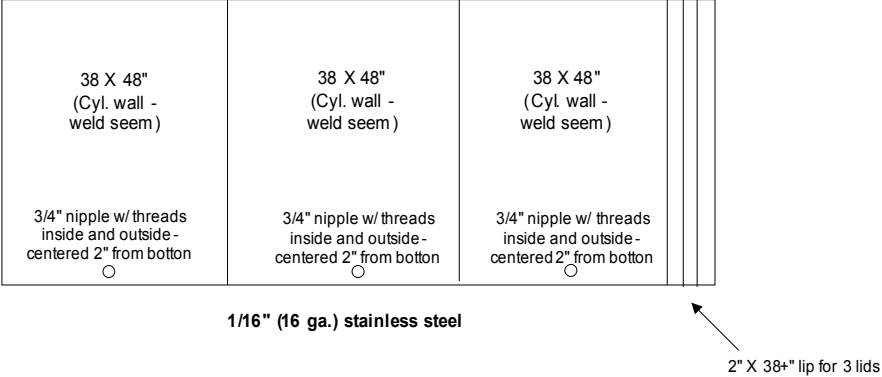 38 X 48"
(Cyl. wall -
weld seem)
3/4" nipple w/ threads
inside and outside-
centered 2" from botton
38 X 48"
(Cyl. wall -
weld seem)
3/4" nipple w/ threads
inside and outside-
centered 2" from botton
38 X 48"
(Cyl. wall -
weld seem)
3/4" nipple w/ threads
inside and outside-
centered 2" from botton
1/16" (16 ga.) stainless steel
2" X 38+" lip for 3 lids